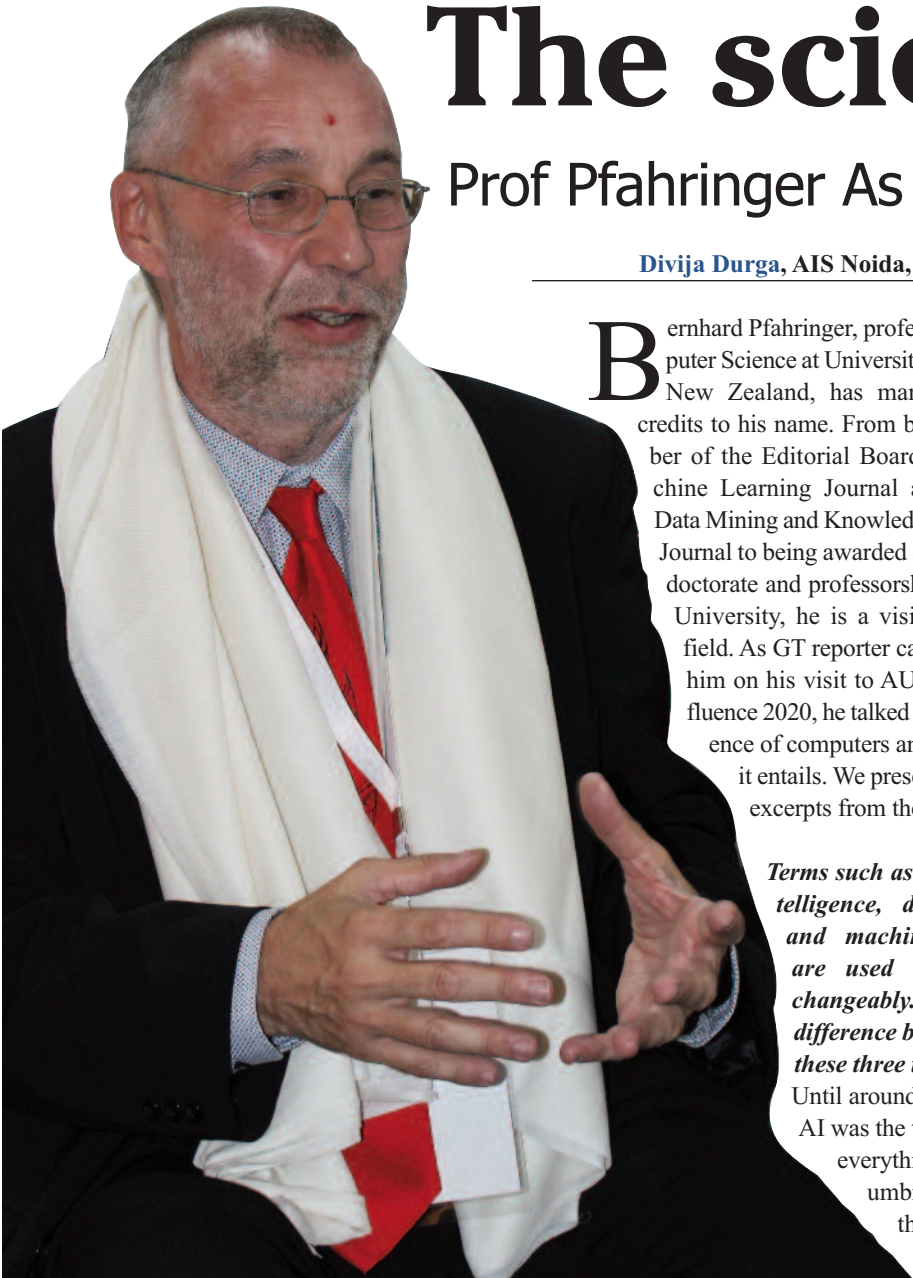 The scie
Prof Pfahringer As
Divija Durga, AIS Noida,
Bernhard Pfahringer, profe
puter Science at Universit
New Zealand, has mar
credits to his name. From b
ber of the Editorial Board
chine Learning Journal a
Data Mining and Knowled
Journal to being awarded
doctorate and professorsh
University, he is a visi
field. As GT reporter ca
him on his visit to AU
fluence 2020, he talked
ence of computers ar
it entails. We prese
excerpts from the
Terms such as
telligence, d
and machin
are used
changeably.
difference b
these three t
Until around
AI was the
everythi
umb
th